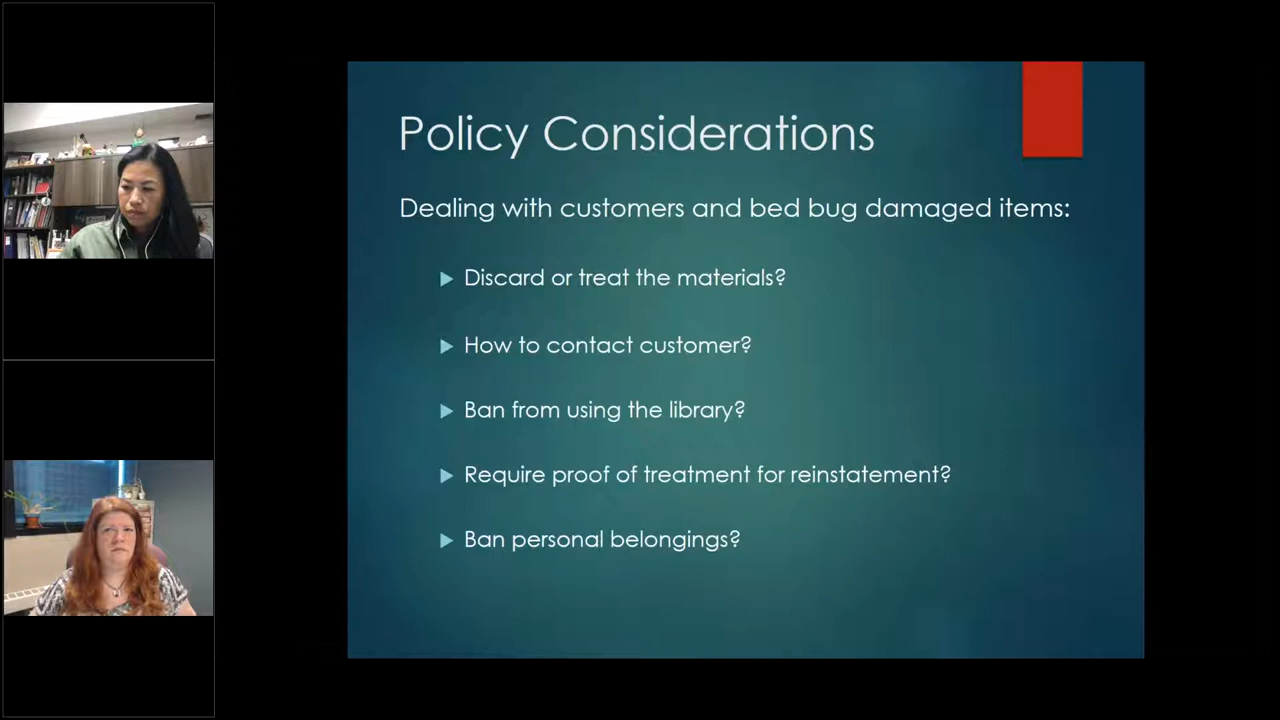 Policy Considerations
Dealing with customers and bed bug damaged items:
Discard or treat the materials?
How to contact customer?
Ban from using the library?
Require proof of treatment for reinstatement?
Ban personal belongings?